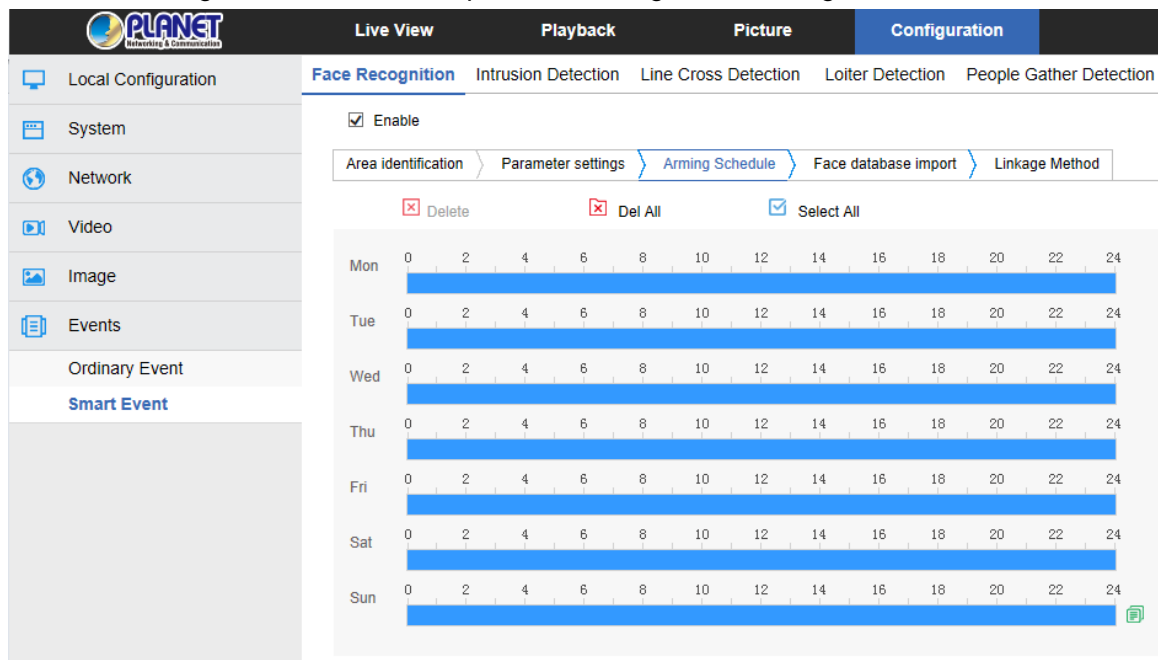 PLANET
Networking & Communication
Live View Playback Picture Configuration
Local Configuration
System
Network
Video
Image
Events
Ordinary Event
Smart Event
Face Recognition Intrusion Detection Line Cross Detection Loiter Detection People Gather Detection
Enable
Area identification Parameter settings Arming Schedule Face database import Linkage Method
Delete Del All Select All
Mon 0 2 4 6 8 10 12 14 16 18 20 22 24
Tue 0 2 4 6 8 10 12 14 16 18 20 22 24
Wed 0 2 4 6 8 10 12 14 16 18 20 22 24
Thu 0 2 4 6 8 10 12 14 16 18 20 22 24
Fri 0 2 4 6 8 10 12 14 16 18 20 22 24
Sat 0 2 4 6 8 10 12 14 16 18 20 22 24
Sun 0 2 4 6 8 10 12 14 16 18 20 22 24